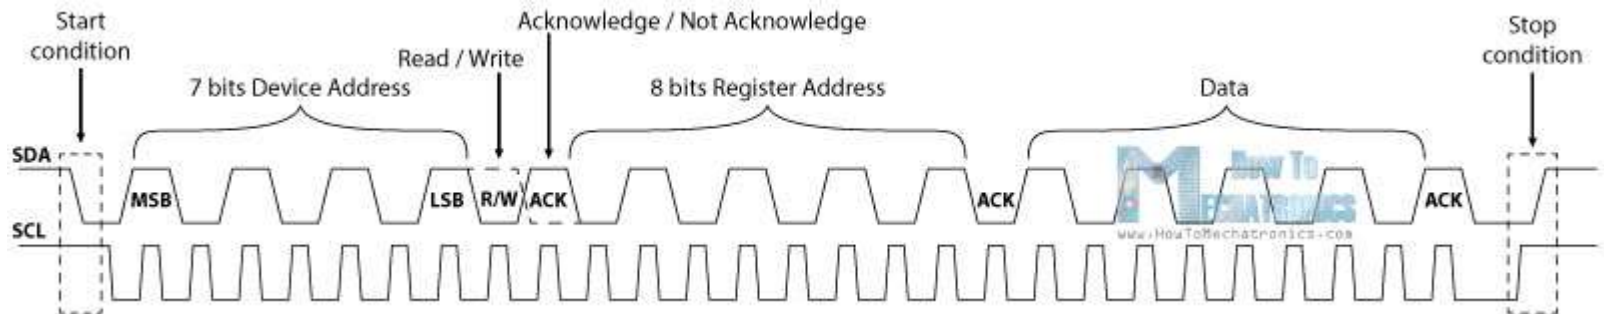 Start
condition
Acknowledge / Not Acknowledge
Stop
condition
Read / Write
7 bits Device Address
8 bits Register Address
Data
SDA
MSB
LSB
R/W
ACK
ACK
ACK
How To
MECHATRONICS
www.HowToMechatronics.com
SCL